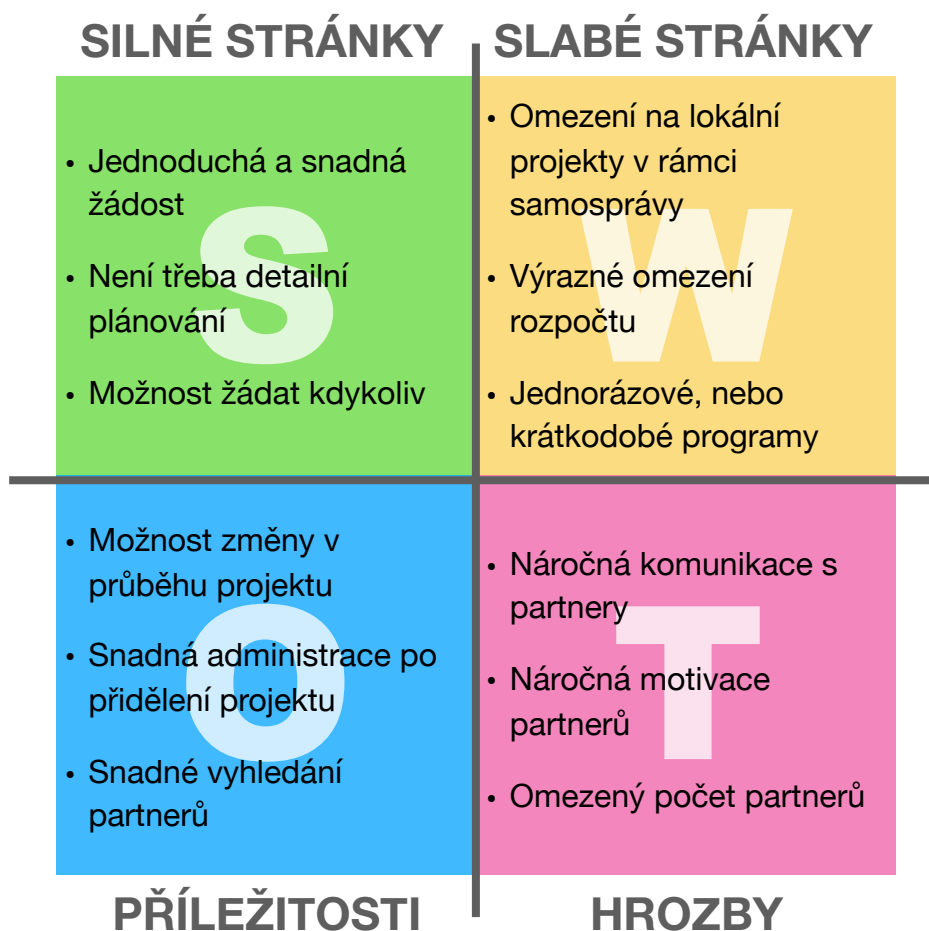 SILNÉ STRÁNKY
• Jednoduchá a snadná
žádost
• Není třeba detailní
plánování
• Možnost žádat kdykoliv
S
SLABÉ STRÁNKY
• Omezení na lokální
projekty v rámci
samosprávy
• Výrazné omezení
rozpočtu
• Jednorázové, nebo
krátkodobé programy
W
• Možnost změny v
průběhu projektu
• Snadná administrace po
přidělení projektu
• Snadné vyhledání
partnerů
O
PŘÍLEŽITOSTI
• Náročná komunikace s
partnery
• Náročná motivace
partnerů
• Omezený počet partnerů
T
HROZBY